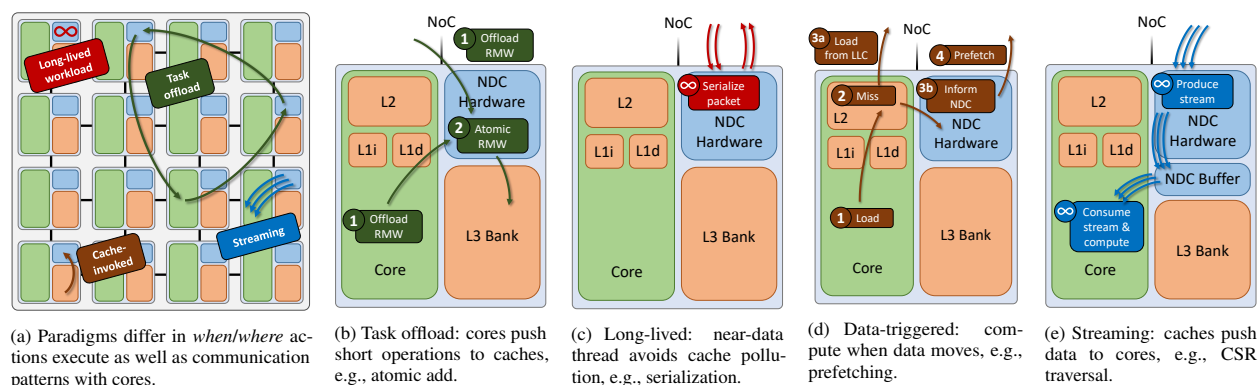 ∞
Long-lived
workload
Task
offload
Streaming
Cache-
invoked
(a) Paradigms differ in when/where ac-
tions execute as well as communication
patterns with cores.
NoC
1 Offload
RMW
L2
NDC
Hardware
2 Atomic
RMW
L1i L1d
1 Offload
RMW
L3 Bank
Core
(b) Task offload: cores push
short operations to caches,
e.g., atomic add.
NoC
∞ Serialize
packet
L2
NDC
Hardware
L1i L1d
L3 Bank
Core
(c) Long-lived: near-data
thread avoids cache pollu-
tion, e.g., serialization.
3a Load
from LLC
NoC
4 Prefetch
2 Miss
L2
3b Inform
NDC
NDC
Hardware
L1i L1d
1 Load
L3 Bank
Core
(d) Data-triggered: com-
pute when data moves, e.g.,
prefetching.
NoC
∞ Produce
stream
L2
NDC
Hardware
L1i L1d
NDC Buffer
∞ Consume
stream &
compute
L3 Bank
Core
(e) Streaming: caches push
data to cores, e.g., CSR
traversal.